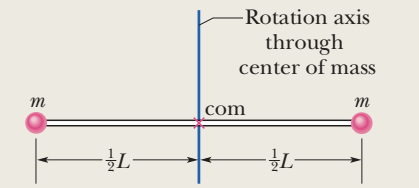 Rotation axis
through
center of mass
m
com
m
½L
½L